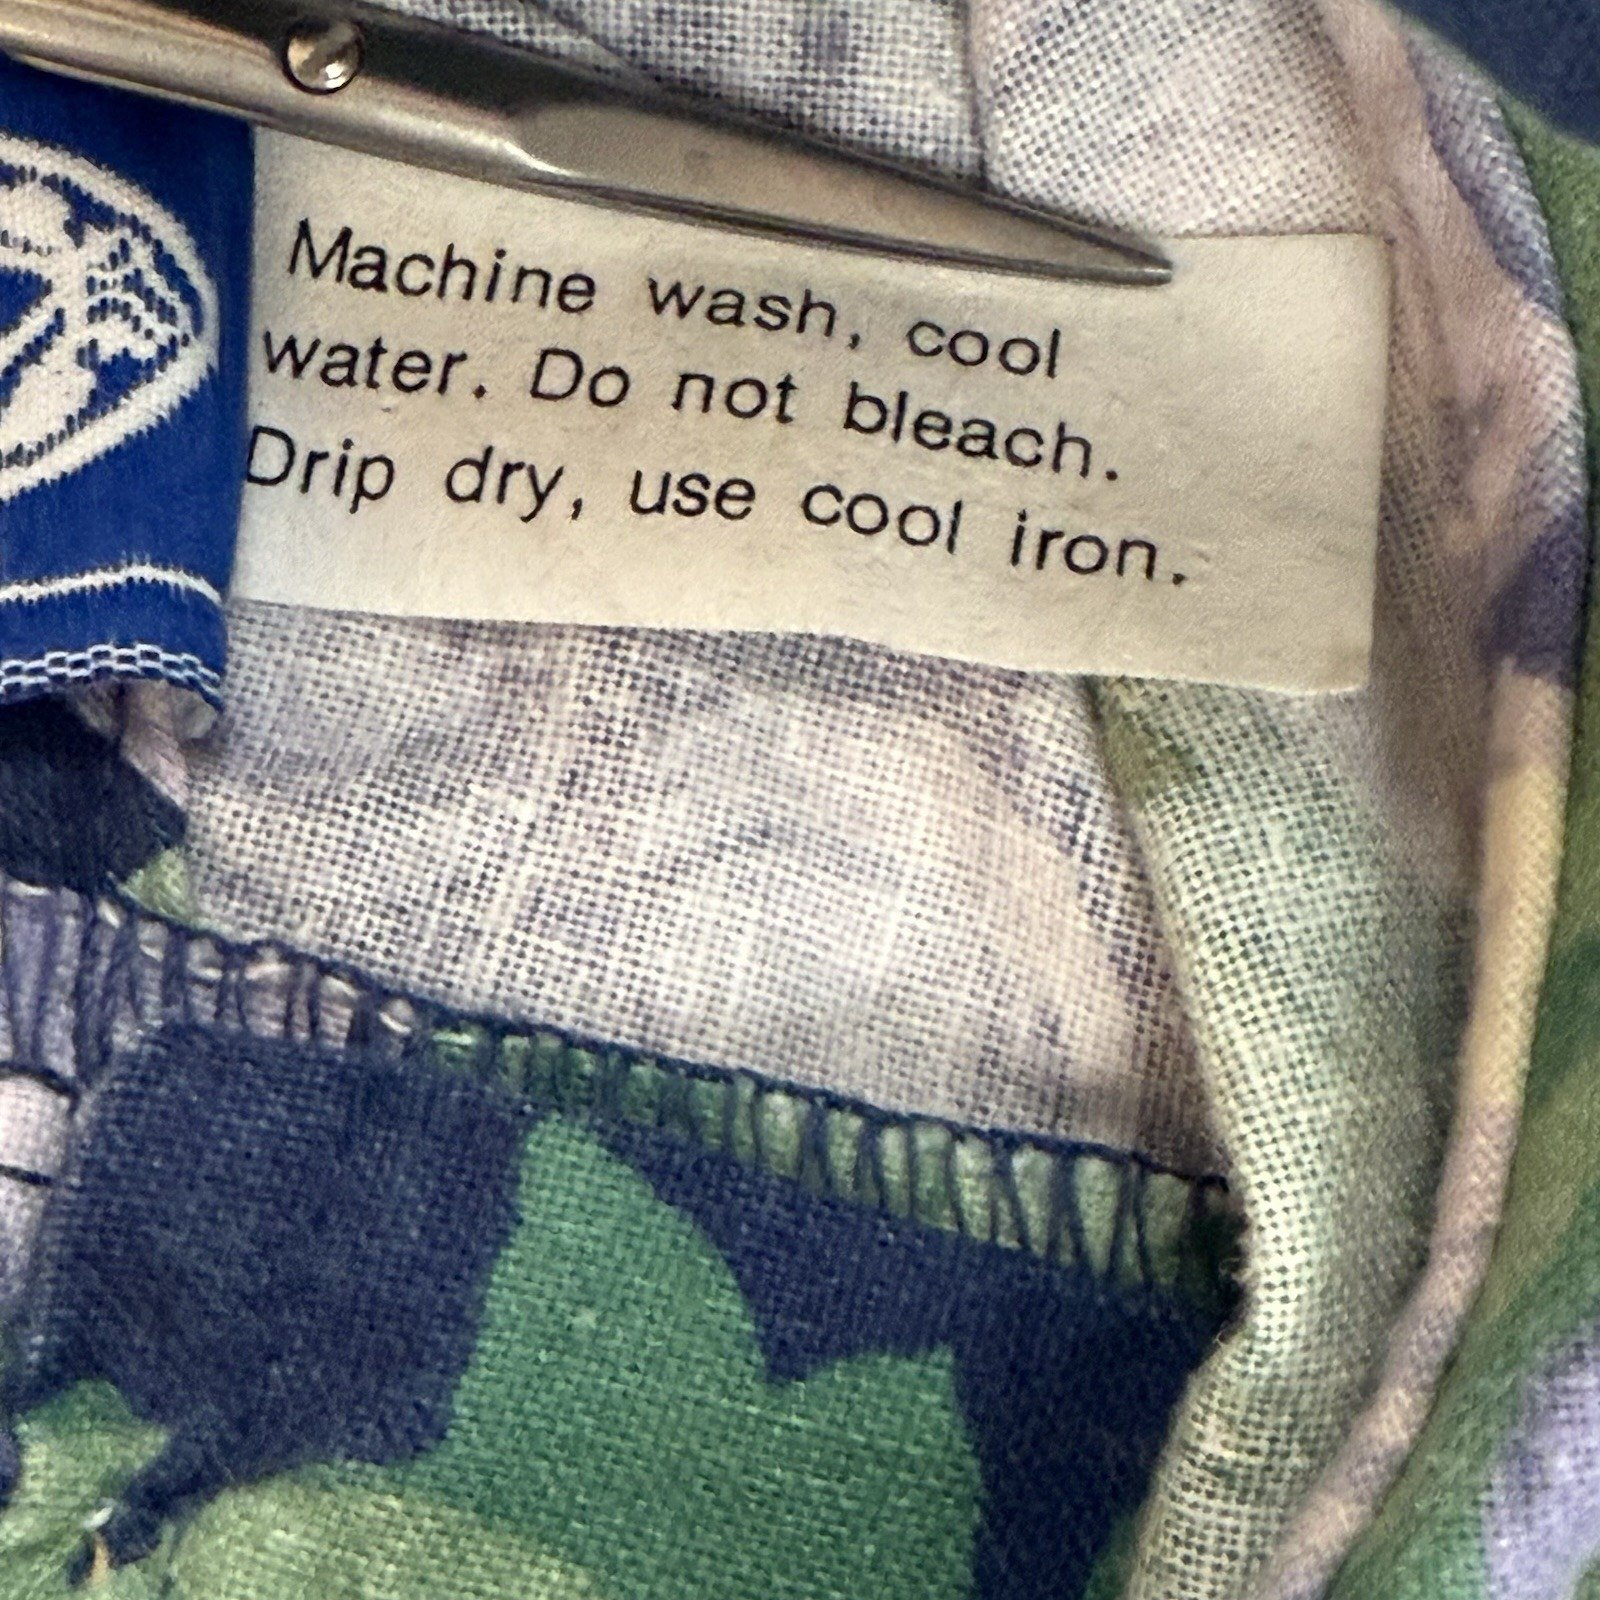 Machine wash, cool
water. Do not bleach.
Drip dry, use cool iron.